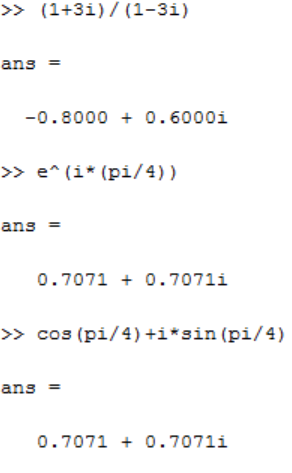 >> (1+3i)/(1-3i)
ans =
-0.8000 + 0.6000i
>> e^(i*(pi/4))
ans =
0.7071 + 0.7071i
>> cos(pi/4)+i*sin(pi/4)
ans =
0.7071 + 0.7071i